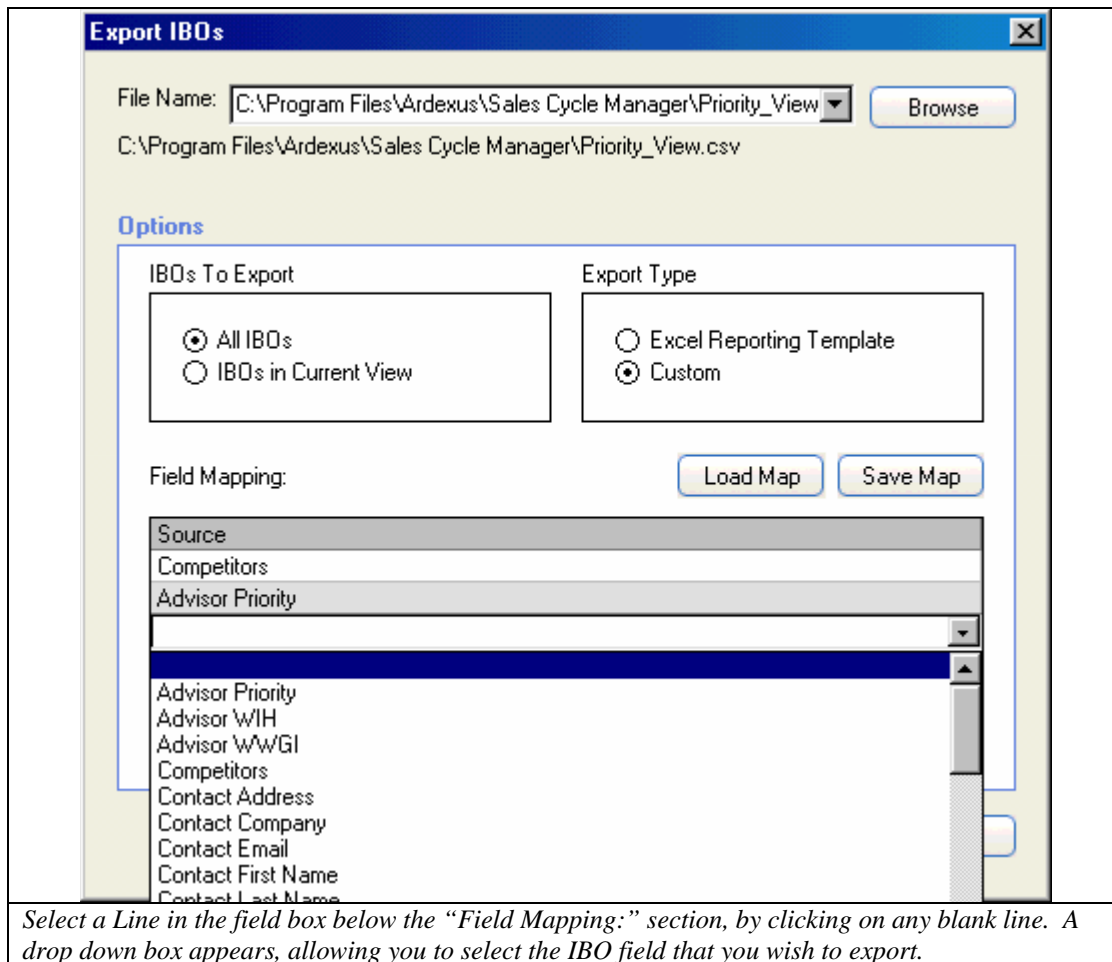 Export IBOs
File Name: C:\Program Files\Ardexus\Sales Cycle Manager\Priority_View Browse
C:\Program Files\Ardexus\Sales Cycle Manager\Priority_View.csv
Options
IBOs To Export
All IBOs
IBOs in Current View
Export Type
Excel Reporting Template
Custom
Field Mapping: Load Map Save Map
Source
Competitors
Advisor Priority
Advisor Priority
Advisor WIH
Advisor WWGI
Competitors
Contact Address
Contact Company
Contact Email
Contact First Name
Contact Last Name
Select a Line in the field box below the “Field Mapping:” section, by clicking on any blank line. A
drop down box appears, allowing you to select the IBO field that you wish to export.